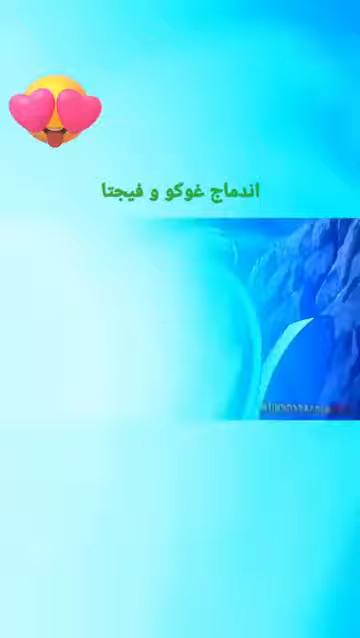 اندماج غوكو و فيجتا